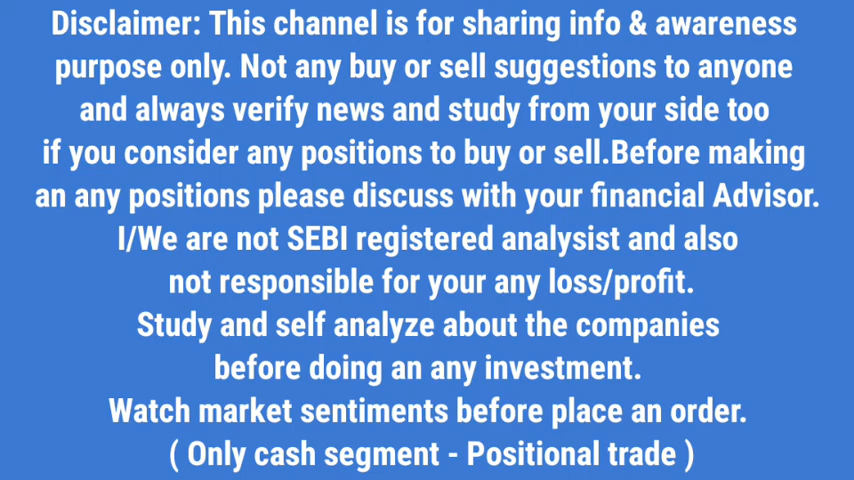 Disclaimer: This channel is for sharing info & awareness
purpose only. Not any buy or sell suggestions to anyone
and always verify news and study from your side too
if you consider any positions to buy or sell.Before making
an any positions please discuss with your financial Advisor.
I/We are not SEBI registered analysist and also
not responsible for your any loss/profit.
Study and self analyze about the companies
before doing an any investment.
Watch market sentiments before place an order.
( Only cash segment - Positional trade )